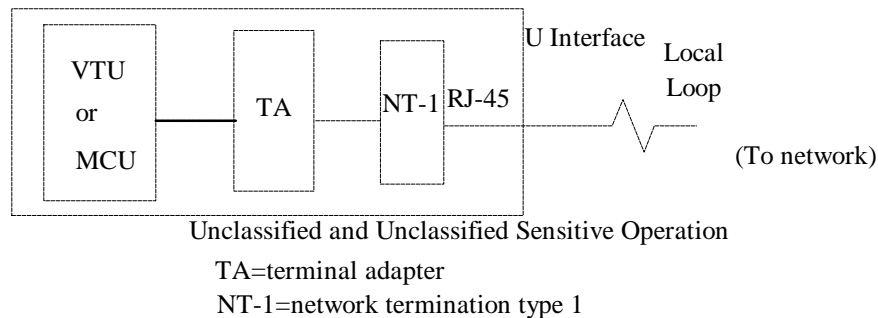 VTU
or
MCU
TA
NT-1
RJ-45
U Interface
Local
Loop
(To network)
Unclassified and Unclassified Sensitive Operation
TA=terminal adapter
NT-1=network termination type 1